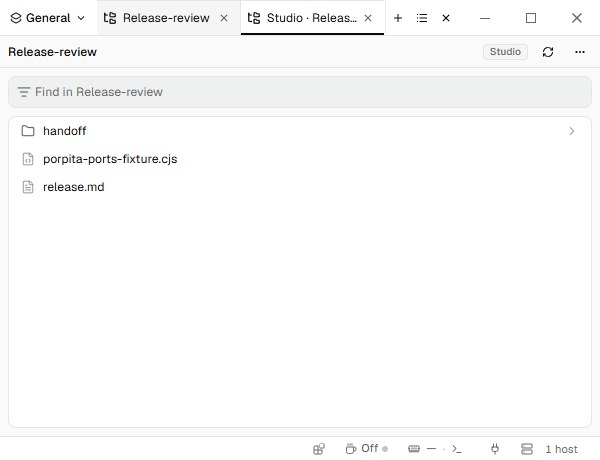 General
Release-review
Studio · Releas...
Release-review
Studio
Find in Release-review
handoff
porpita-ports-fixture.cjs
release.md
Off
1 host